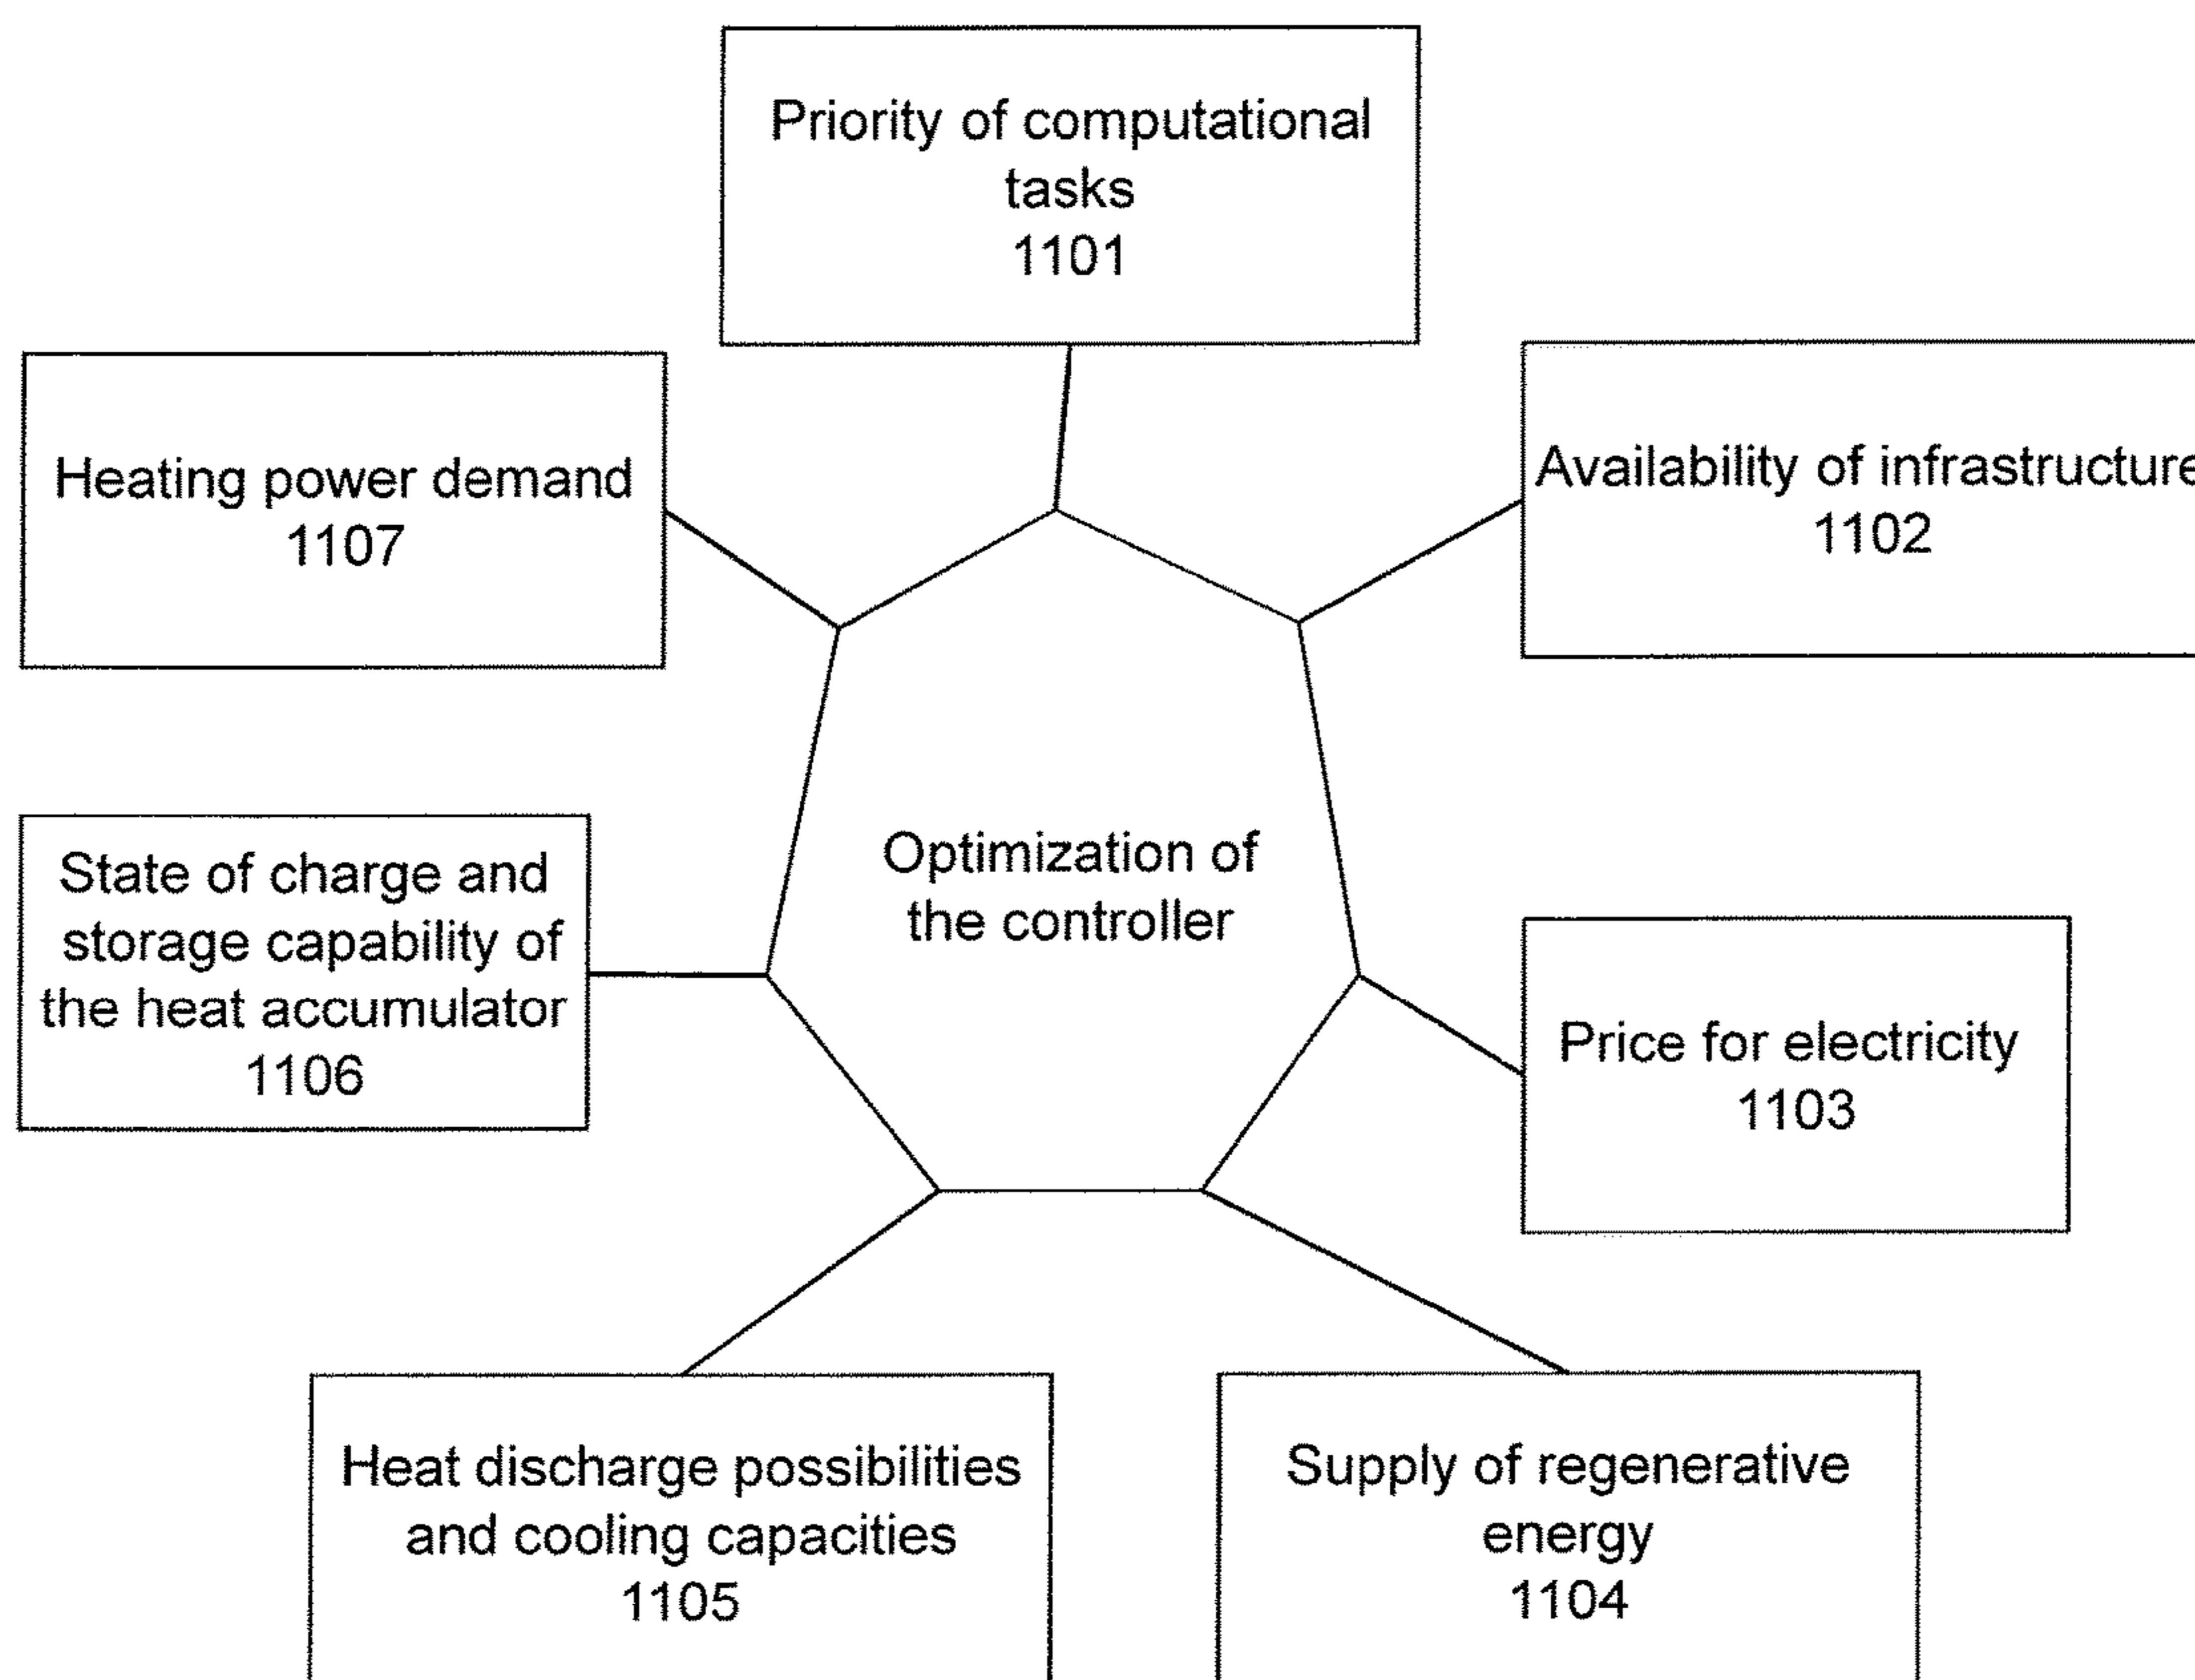 Priority of computational
tasks
1101
Availability of infrastructure
1102
Heating power demand
1107
Optimization of
the controller
State of charge and
storage capability of
the heat accumulator
1106
Price for electricity
1103
Heat discharge possibilities
and cooling capacities
1105
Supply of regenerative
energy
1104